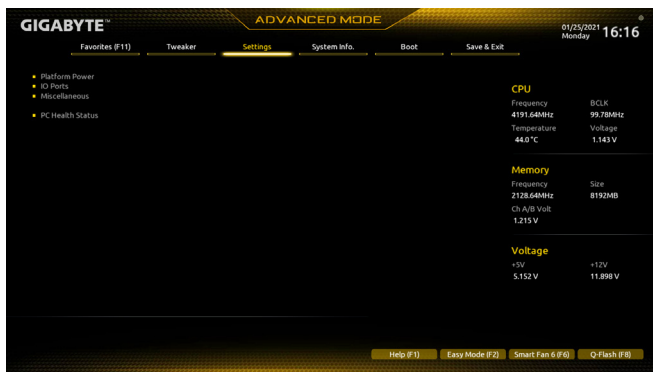 GIGABYTE™
ADVANCED MODE
01/25/2021 Monday 16:16
Favorites (F11) Tweaker Settings System Info. Boot Save & Exit
Platform Power
IO Ports
Miscellaneous
PC Health Status
CPU
Frequency BCLK
4191.64MHz 99.78MHz
Temperature Voltage
44.0 °C 1.143 V
Memory
Frequency Size
2128.64MHz 8192MB
Ch A/B Volt
1.215 V
Voltage
+5V +12V
5.152 V 11.898 V
Help (F1) Easy Mode (F2) Smart Fan 6 (F6) Q-Flash (F8)